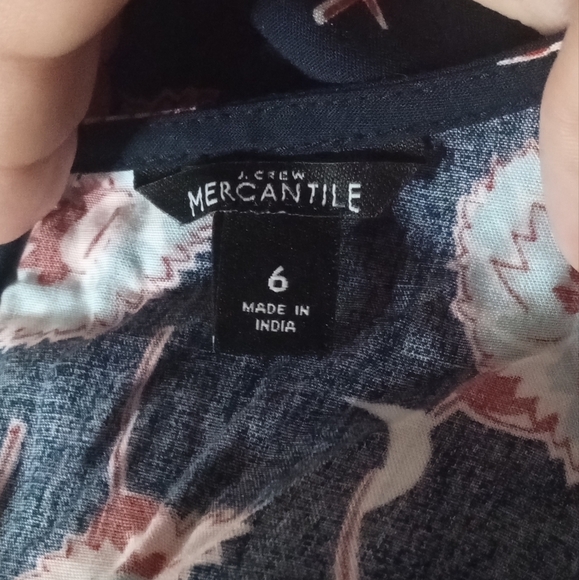 J. CREW
MERCANTILE
6
MADE IN
INDIA